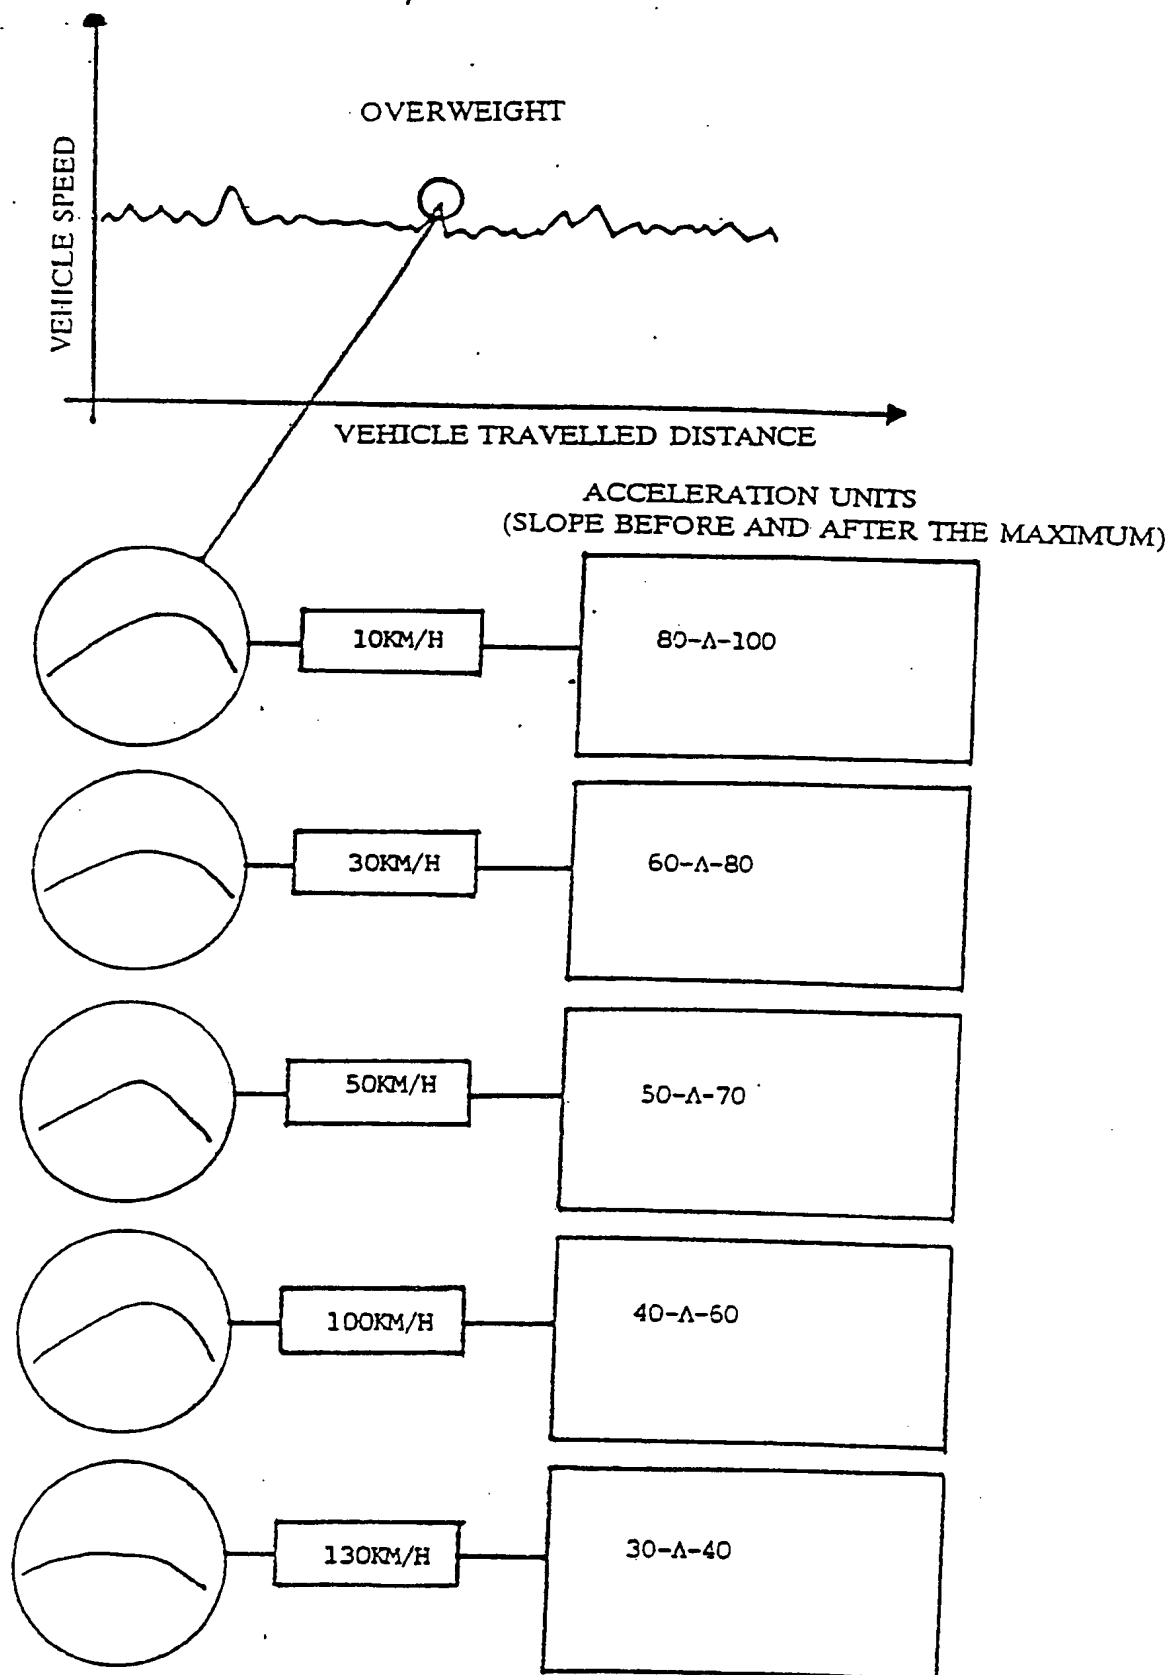 OVERWEIGHT
VEHICLE SPEED
VEHICLE TRAVELLED DISTANCE
ACCELERATION UNITS
(SLOPE BEFORE AND AFTER THE MAXIMUM)
10KM/H
80-Λ-100
30KM/H
60-Λ-80
50KM/H
50-Λ-70
100KM/H
40-Λ-60
130KM/H
30-Λ-40